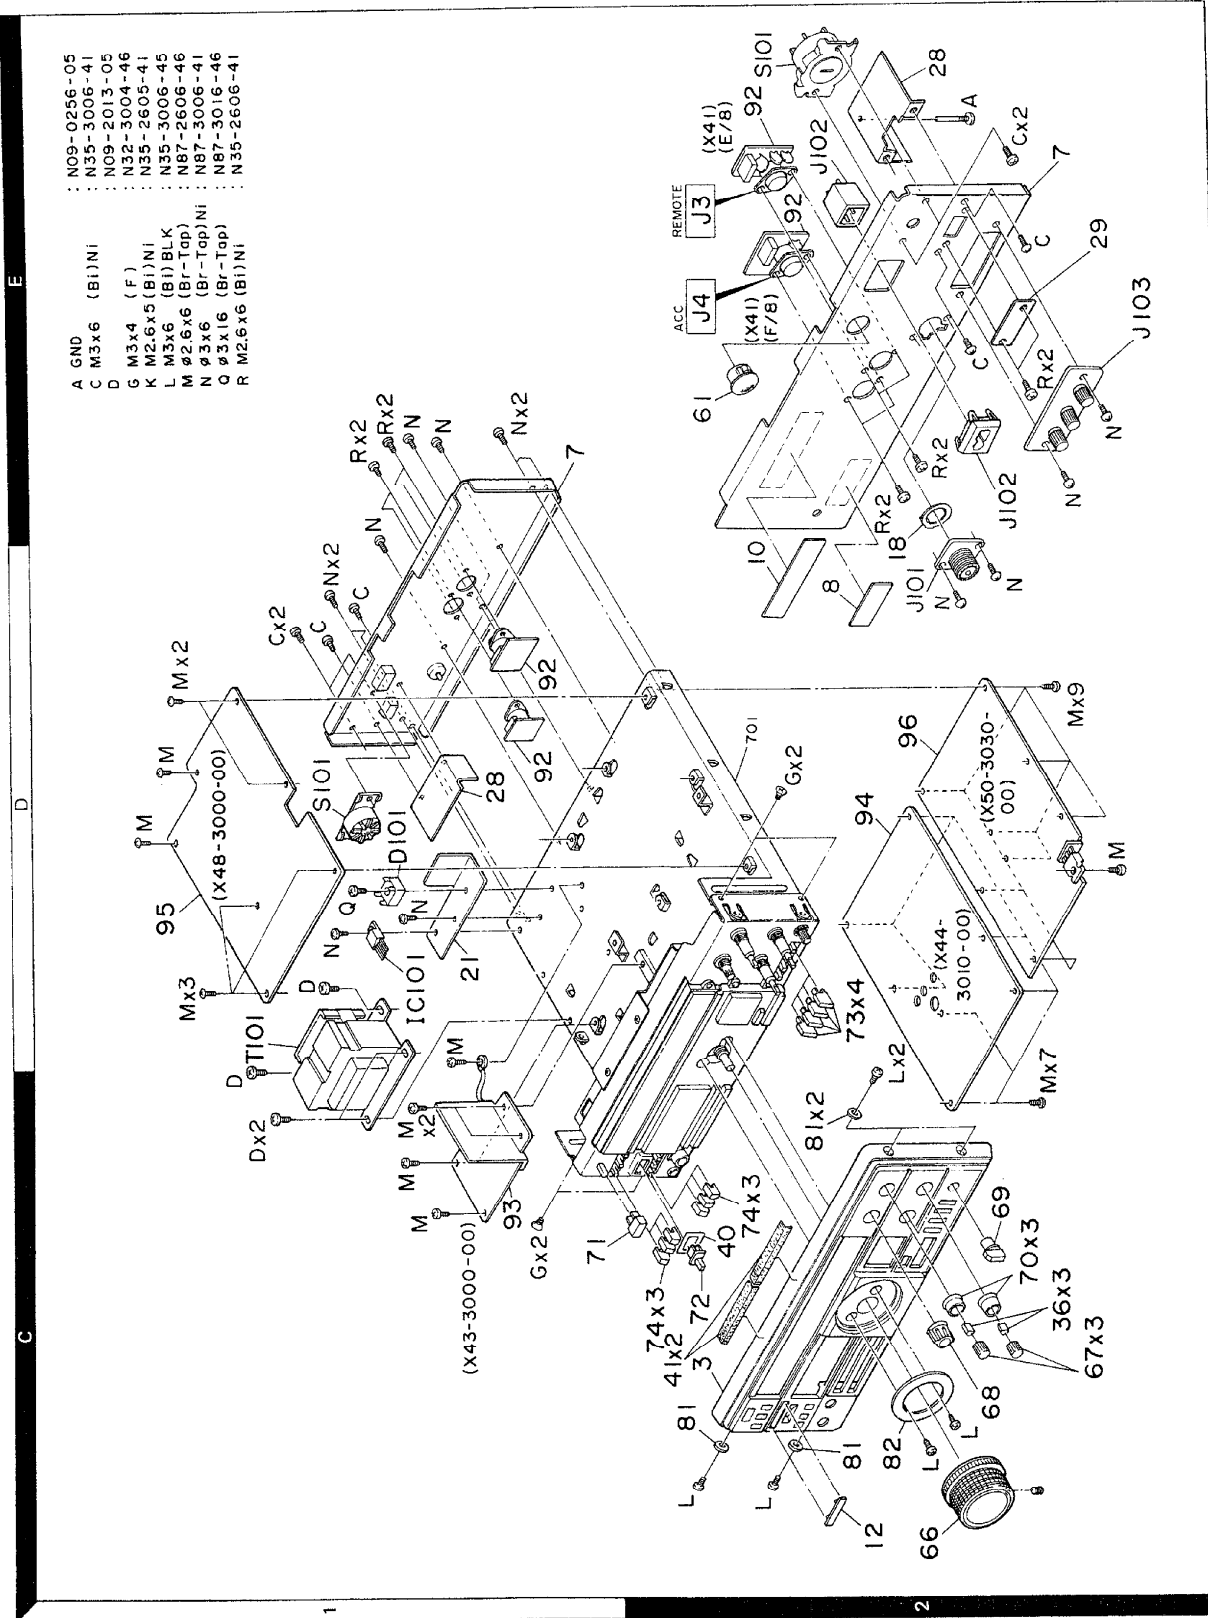 E
D
C
1
2
A GND : N09-0256-05
C M3x6 (Bi)Ni : N35-3006-41
D : N09-2013-05
G M3x4 (F) : N32-3004-46
K M2.6x5(Bi)Ni : N35-2605-41
L M3x6 (Bi)BLK : N35-3006-45
M ø2.6x6 (Br-Tap) : N87-2606-46
N ø3x6 (Br-Tap)Ni : N87-3006-41
Q ø3x16 (Br-Tap) : N87-3016-46
R M2.6x6 (Bi)Ni : N35-2606-41
Mx2
M
M
95
(X48-3000-00)
Mx3
S101
Cx2
C
Nx2
C
N
Rx2
Rx2
N
N
Nx2
7
92
92
28
D101
Q
N
N
IC101
21
D
T101
D
Dx2
M
M
x2
M
M
93
(X43-3000-00)
Gx2
71
74x3
41x2
3
72
40
74x3
701
Gx2
73x4
Lx2
81x2
94
(X44-
3010-00)
Mx7
96
(X50-3030-
00)
Mx9
M
81
L
L
81
12
82
L
L
66
68
67x3
36x3
70x3
69
S101
28
A
92
(X41)
(E/8)
J102
REMOTE
J3
92
ACC
J4
(X41)
(F/8)
61
Cx2
7
C
29
C
Rx2
J103
N
N
Rx2
J102
Rx2
18
J101
N
N
10
8